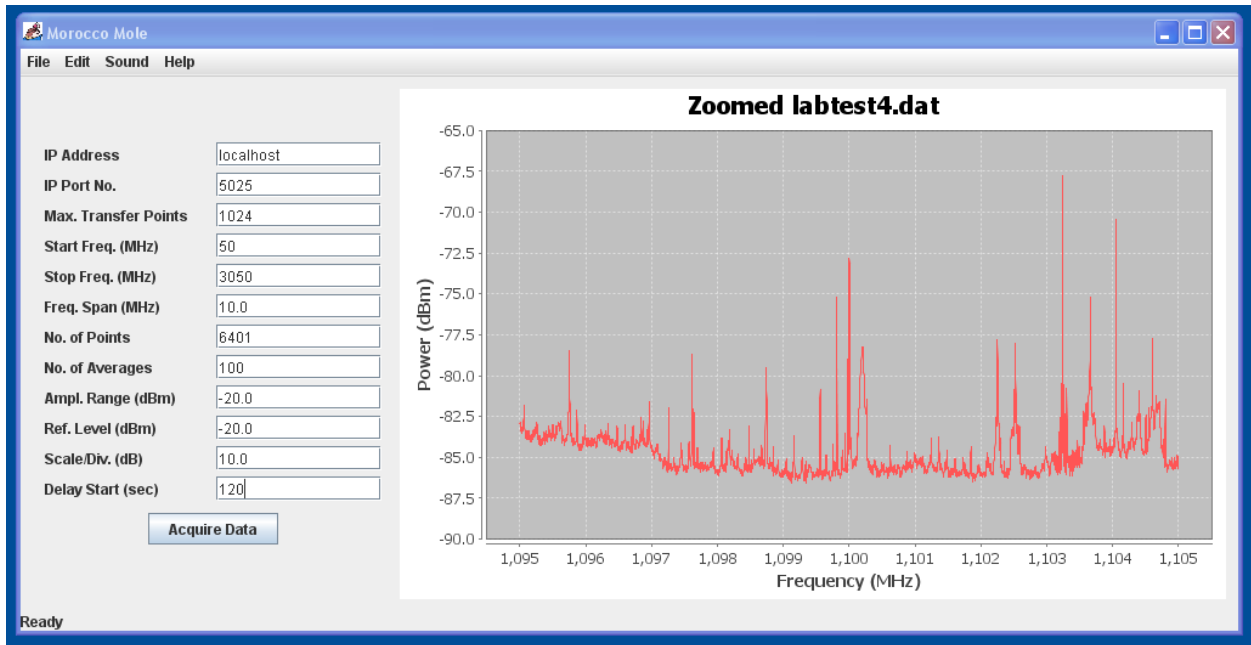 Morocco Mole
File Edit Sound Help
IP Address localhost
IP Port No. 5025
Max. Transfer Points 1024
Start Freq. (MHz) 50
Stop Freq. (MHz) 3050
Freq. Span (MHz) 10.0
No. of Points 6401
No. of Averages 100
Ampl. Range (dBm) -20.0
Ref. Level (dBm) -20.0
Scale/Div. (dB) 10.0
Delay Start (sec) 120
Acquire Data
Zoomed labtest4.dat
Power (dBm)
-65.0
-67.5
-70.0
-72.5
-75.0
-77.5
-80.0
-82.5
-85.0
-87.5
-90.0
1,095 1,096 1,097 1,098 1,099 1,100 1,101 1,102 1,103 1,104 1,105
Frequency (MHz)
Ready